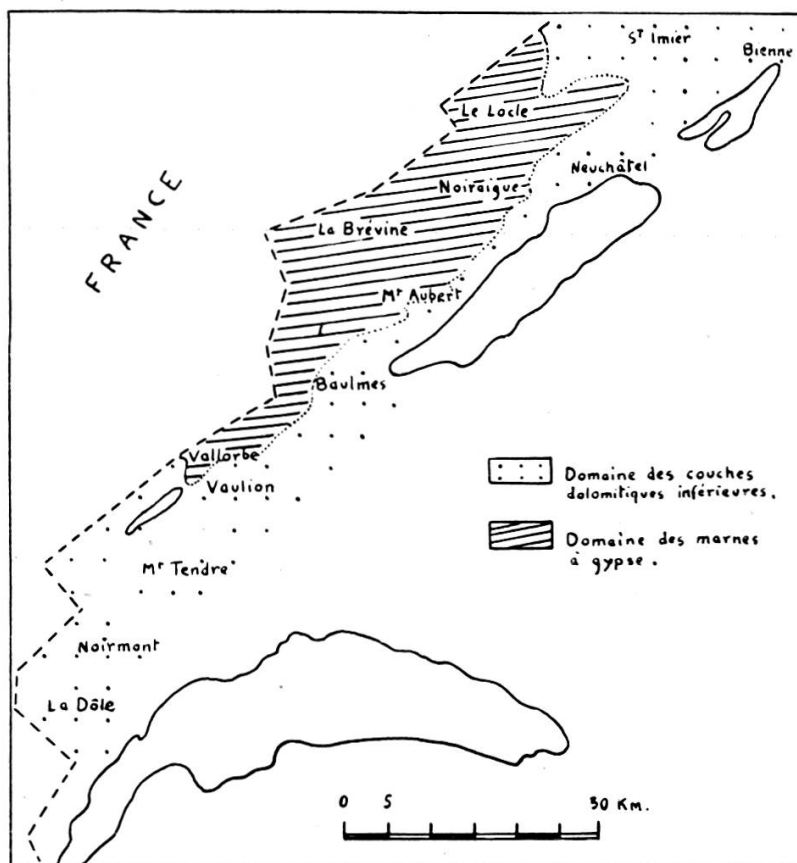 Sᵀ Imier
Bienne
Le Locle
Neuchâtel
Noiraigue
FRANCE
La Brévine
Mᵗ Aubert
Baulmes
Vallorbe
Vaulion
Domaine des couches
dolomitiques inférieures.
Domaine des marnes
à gypse.
Mᵗ Tendre
Noirmont
La Dôle
0 5 30 Km.